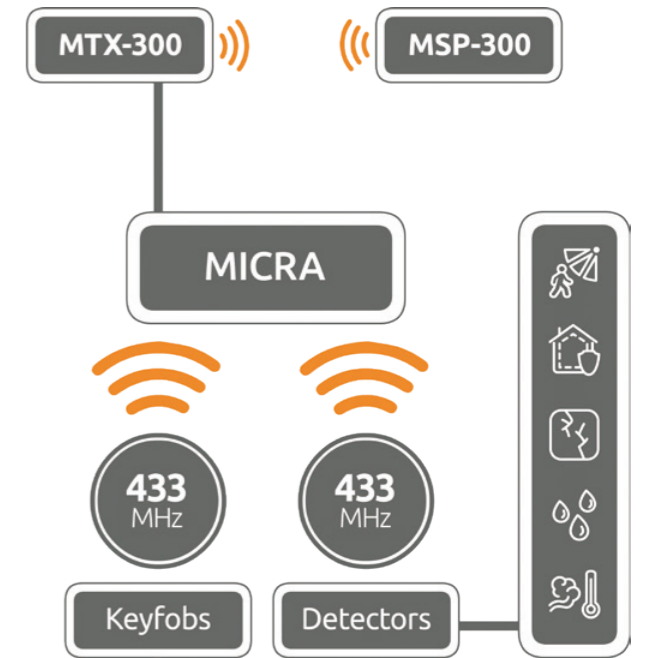 MTX-300
MSP-300
MICRA
433
MHz
433
MHz
Keyfobs
Detectors